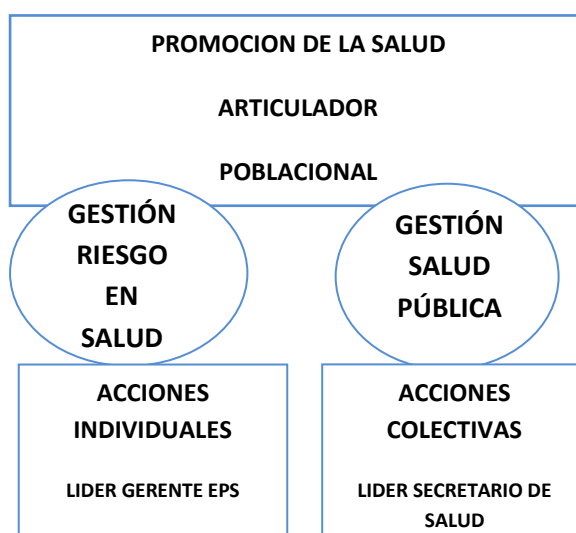 PROMOCION DE LA SALUD
ARTICULADOR
POBLACIONAL
GESTIÓN
RIESGO
EN
SALUD
GESTIÓN
SALUD
PÚBLICA
ACCIONES
INDIVIDUALES
LIDER GERENTE EPS
ACCIONES
COLECTIVAS
LIDER SECRETARIO DE
SALUD